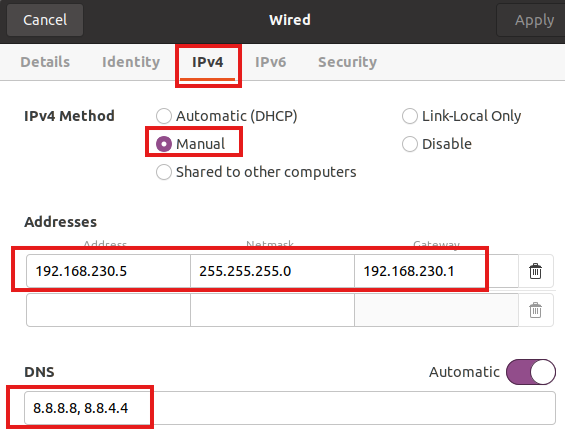 Cancel Wired Apply
Details Identity IPv4 IPv6 Security
IPv4 Method Automatic (DHCP) Link-Local Only
Manual Disable
Shared to other computers
Addresses
Address Netmask Gateway
192.168.230.5 255.255.255.0 192.168.230.1
DNS Automatic
8.8.8.8, 8.8.4.4